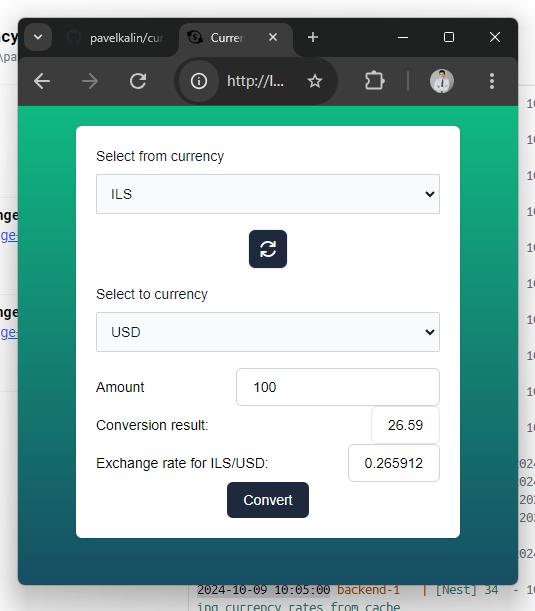 pavelkalin/cur
Currer
http://l...
Select from currency
ILS
Select to currency
USD
Amount
100
Conversion result:
26.59
Exchange rate for ILS/USD:
0.265912
Convert
2024-10-09 10:05:00 backend-1 | [Nest] 34 - 10
ing currency rates from cache